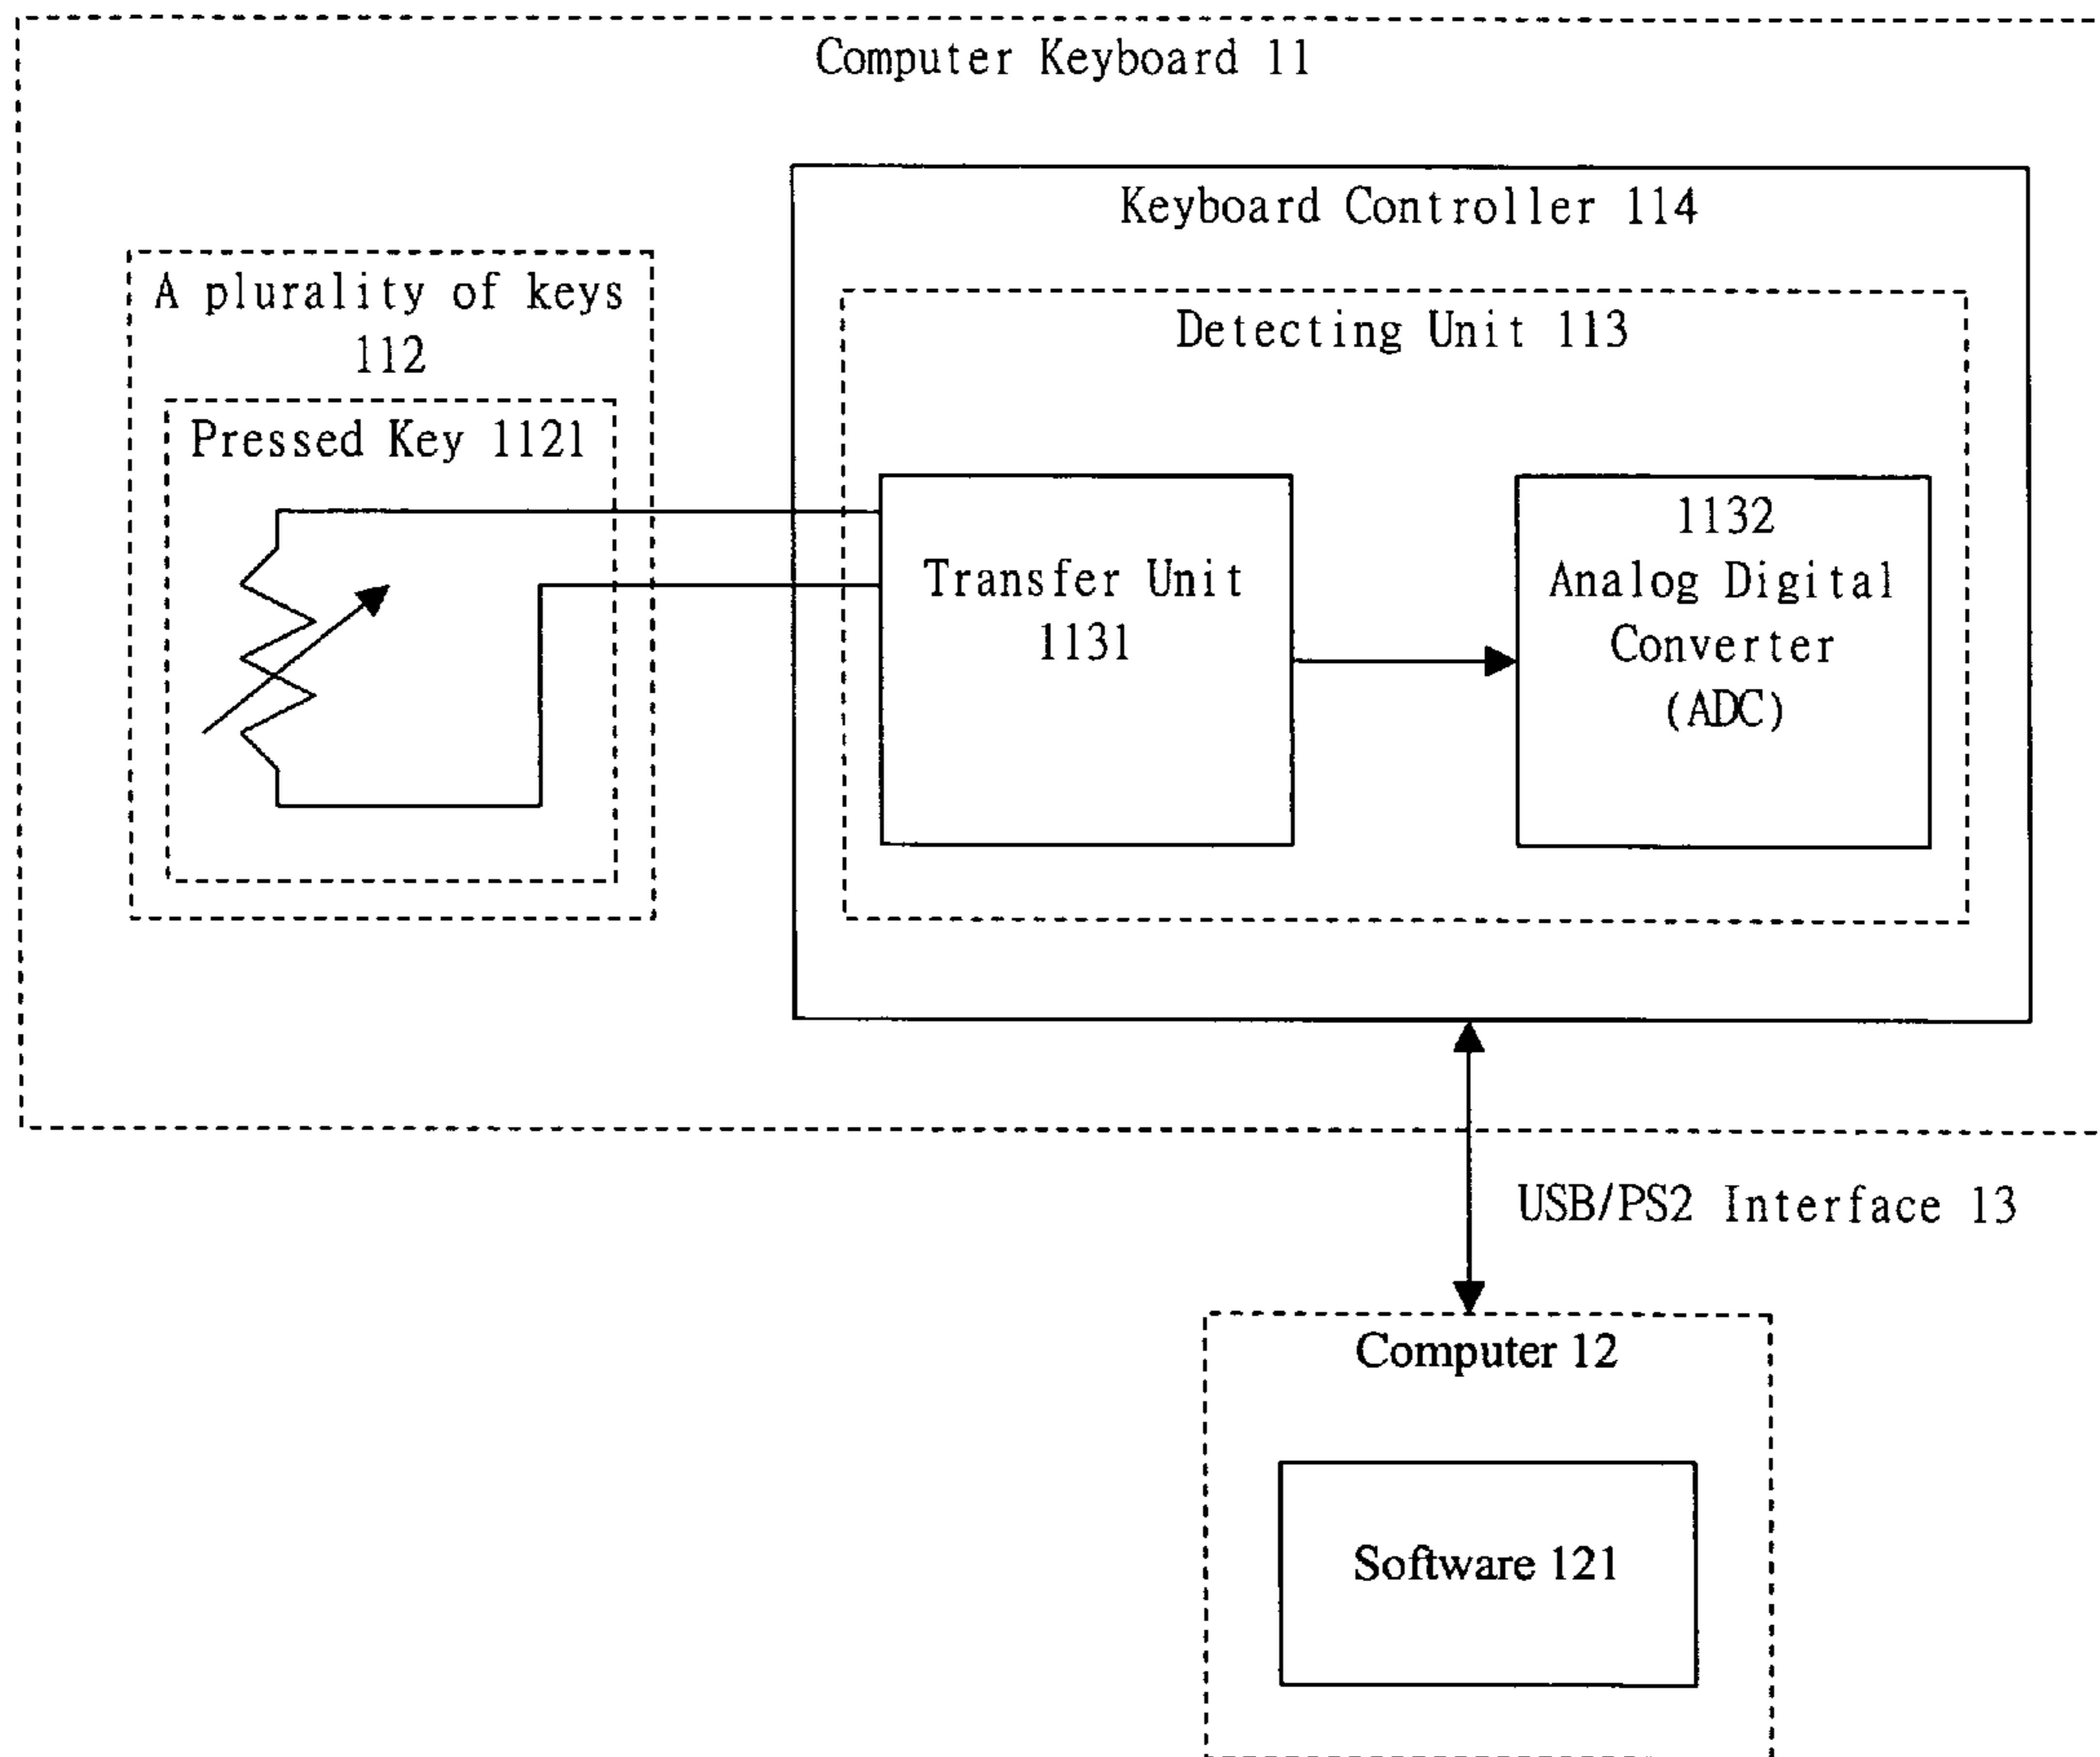 Computer Keyboard 11
Keyboard Controller 114
A plurality of keys
112
Detecting Unit 113
Pressed Key 1121
Transfer Unit
1131
1132
Analog Digital
Converter
(ADC)
USB/PS2 Interface 13
Computer 12
Software 121